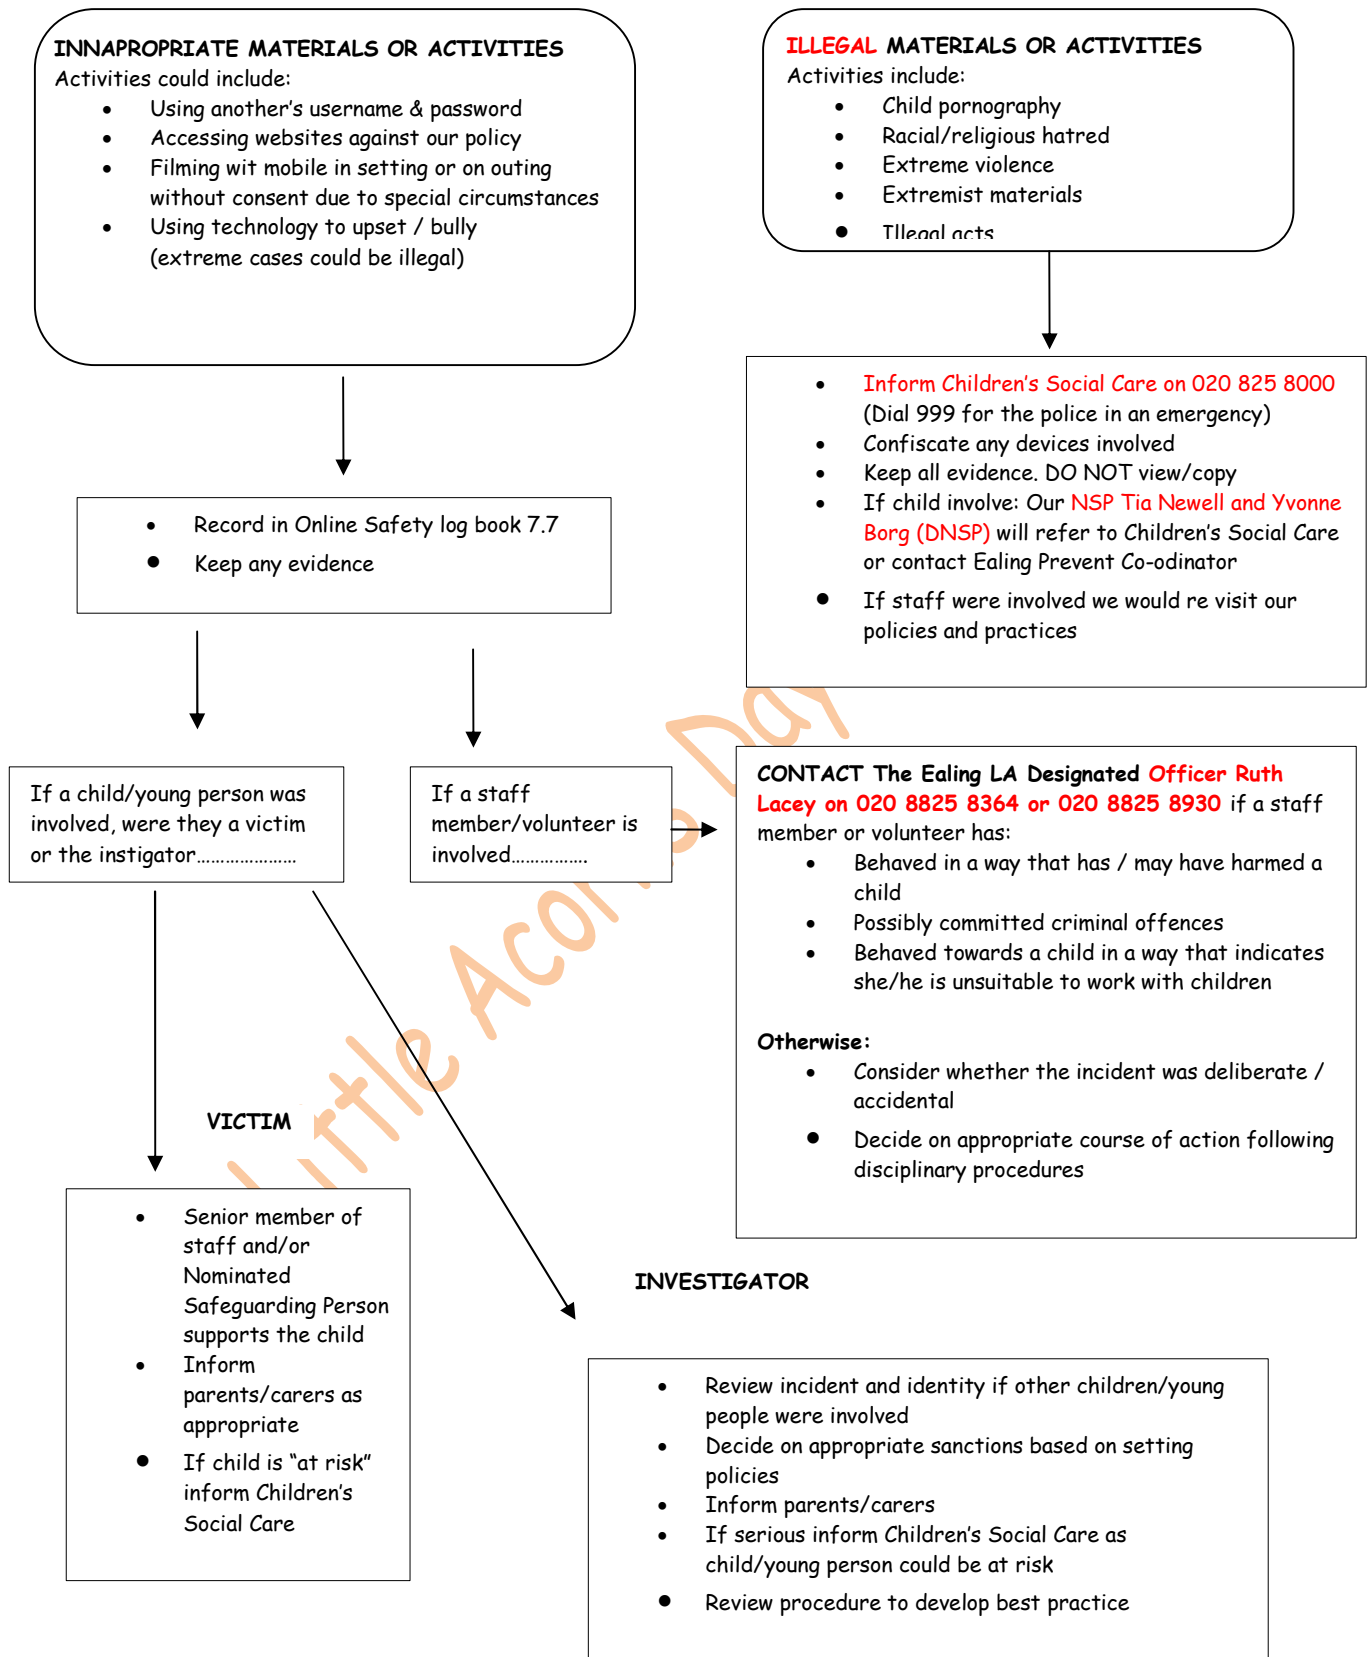 INNAPROPRIATE MATERIALS OR ACTIVITIES
Activities could include:
• Using another's username & password
• Accessing websites against our policy
• Filming wit mobile in setting or on outing
without consent due to special circumstances
• Using technology to upset / bully
(extreme cases could be illegal)
ILLEGAL MATERIALS OR ACTIVITIES
Activities include:
• Child pornography
• Racial/religious hatred
• Extreme violence
• Extremist materials
• Illegal acts
• Inform Children's Social Care on 020 825 8000
(Dial 999 for the police in an emergency)
• Confiscate any devices involved
• Keep all evidence. DO NOT view/copy
• If child involve: Our NSP Tia Newell and Yvonne
Borg (DNSP) will refer to Children's Social Care
or contact Ealing Prevent Co-odinator
• If staff were involved we would re visit our
policies and practices
• Record in Online Safety log book 7.7
• Keep any evidence
If a child/young person was
involved, were they a victim
or the instigator…………………
If a staff
member/volunteer is
involved…………….
CONTACT The Ealing LA Designated Officer Ruth
Lacey on 020 8825 8364 or 020 8825 8930 if a staff
member or volunteer has:
• Behaved in a way that has / may have harmed a
child
• Possibly committed criminal offences
• Behaved towards a child in a way that indicates
she/he is unsuitable to work with children
Otherwise:
• Consider whether the incident was deliberate /
accidental
• Decide on appropriate course of action following
disciplinary procedures
VICTIM
• Senior member of
staff and/or
Nominated
Safeguarding Person
supports the child
• Inform
parents/carers as
appropriate
• If child is "at risk"
inform Children's
Social Care
INVESTIGATOR
• Review incident and identity if other children/young
people were involved
• Decide on appropriate sanctions based on setting
policies
• Inform parents/carers
• If serious inform Children's Social Care as
child/young person could be at risk
• Review procedure to develop best practice
Little Acorns Day